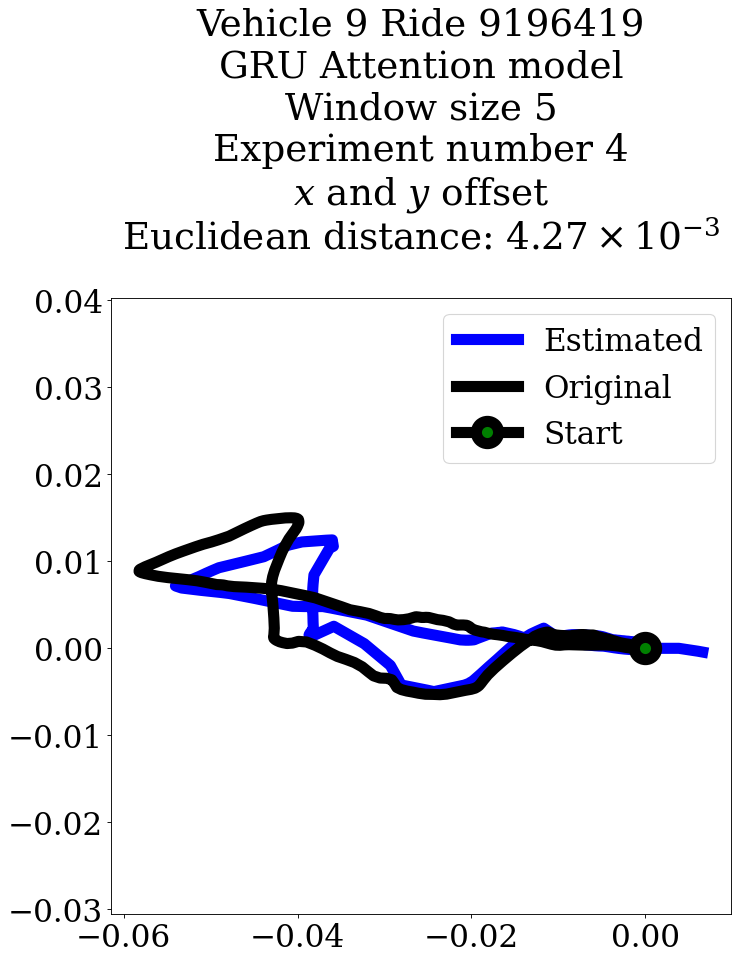 Vehicle 9 Ride 9196419
GRU Attention model
Window size 5
Experiment number 4
x and y offset
Euclidean distance: 4.27 × 10⁻³
Estimated
Original
Start
0.04
0.03
0.02
0.01
0.00
−0.01
−0.02
−0.03
−0.06
−0.04
−0.02
0.00